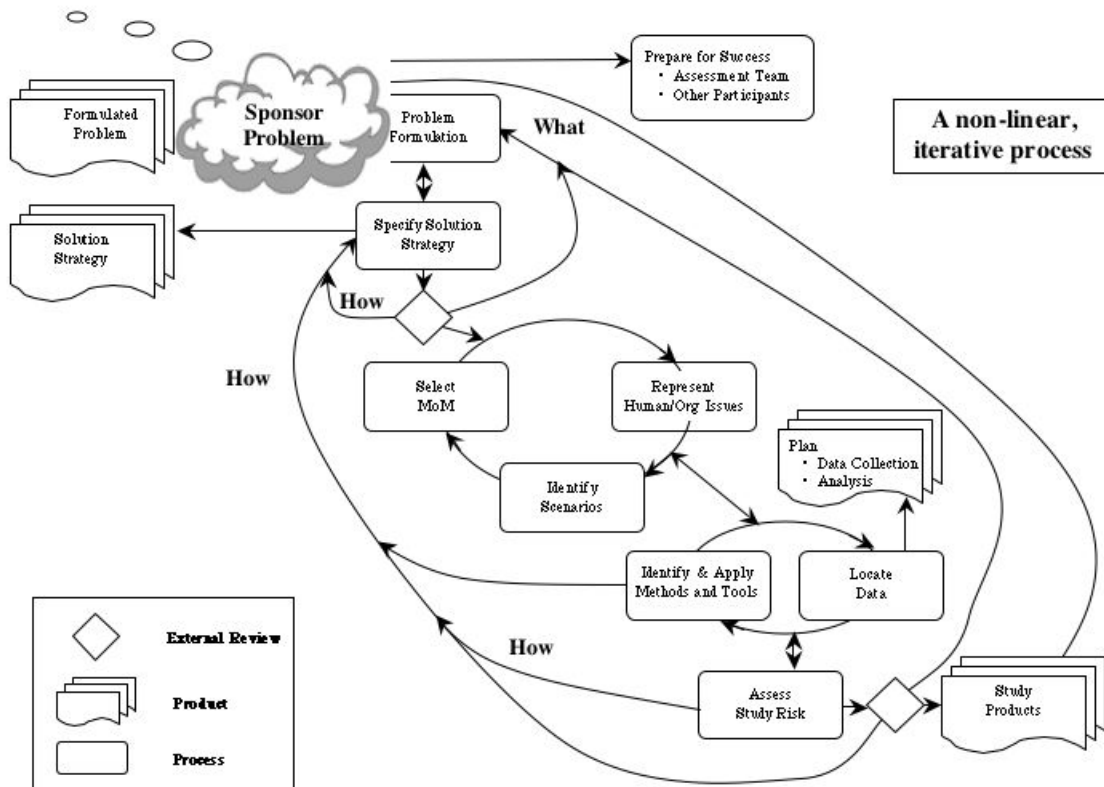 Prepare for Success
• Assessment Team
• Other Participants
Formulated
Problem
Sponsor
Problem
Problem
Formulation
What
A non-linear,
iterative process
Solution
Strategy
Specify Solution
Strategy
How
How
Select
MoM
Represent
Human/Org Issues
Plan
• Data Collection
• Analysis
Identify
Scenarios
Identify & Apply
Methods and Tools
Locate
Data
How
Assess
Study Risk
Study
Products
External Review
Product
Process